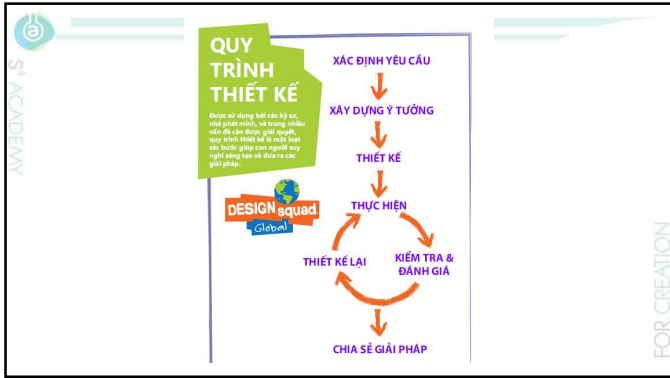 S³ ACADEMY
QUY
TRÌNH
THIẾT KẾ
Được sử dụng bởi các kỹ sư,
nhà phát minh, và trong nhiều
vấn đề cần được giải quyết,
quy trình thiết kế là một loạt
các bước giúp con người suy
nghĩ sáng tạo và đưa ra các
giải pháp.
DESIGN squad
Global
XÁC ĐỊNH YÊU CẦU
XÂY DỰNG Ý TƯỞNG
THIẾT KẾ
THỰC HIỆN
KIỂM TRA &
ĐÁNH GIÁ
THIẾT KẾ LẠI
CHIA SẺ GIẢI PHÁP
FOR CREATION